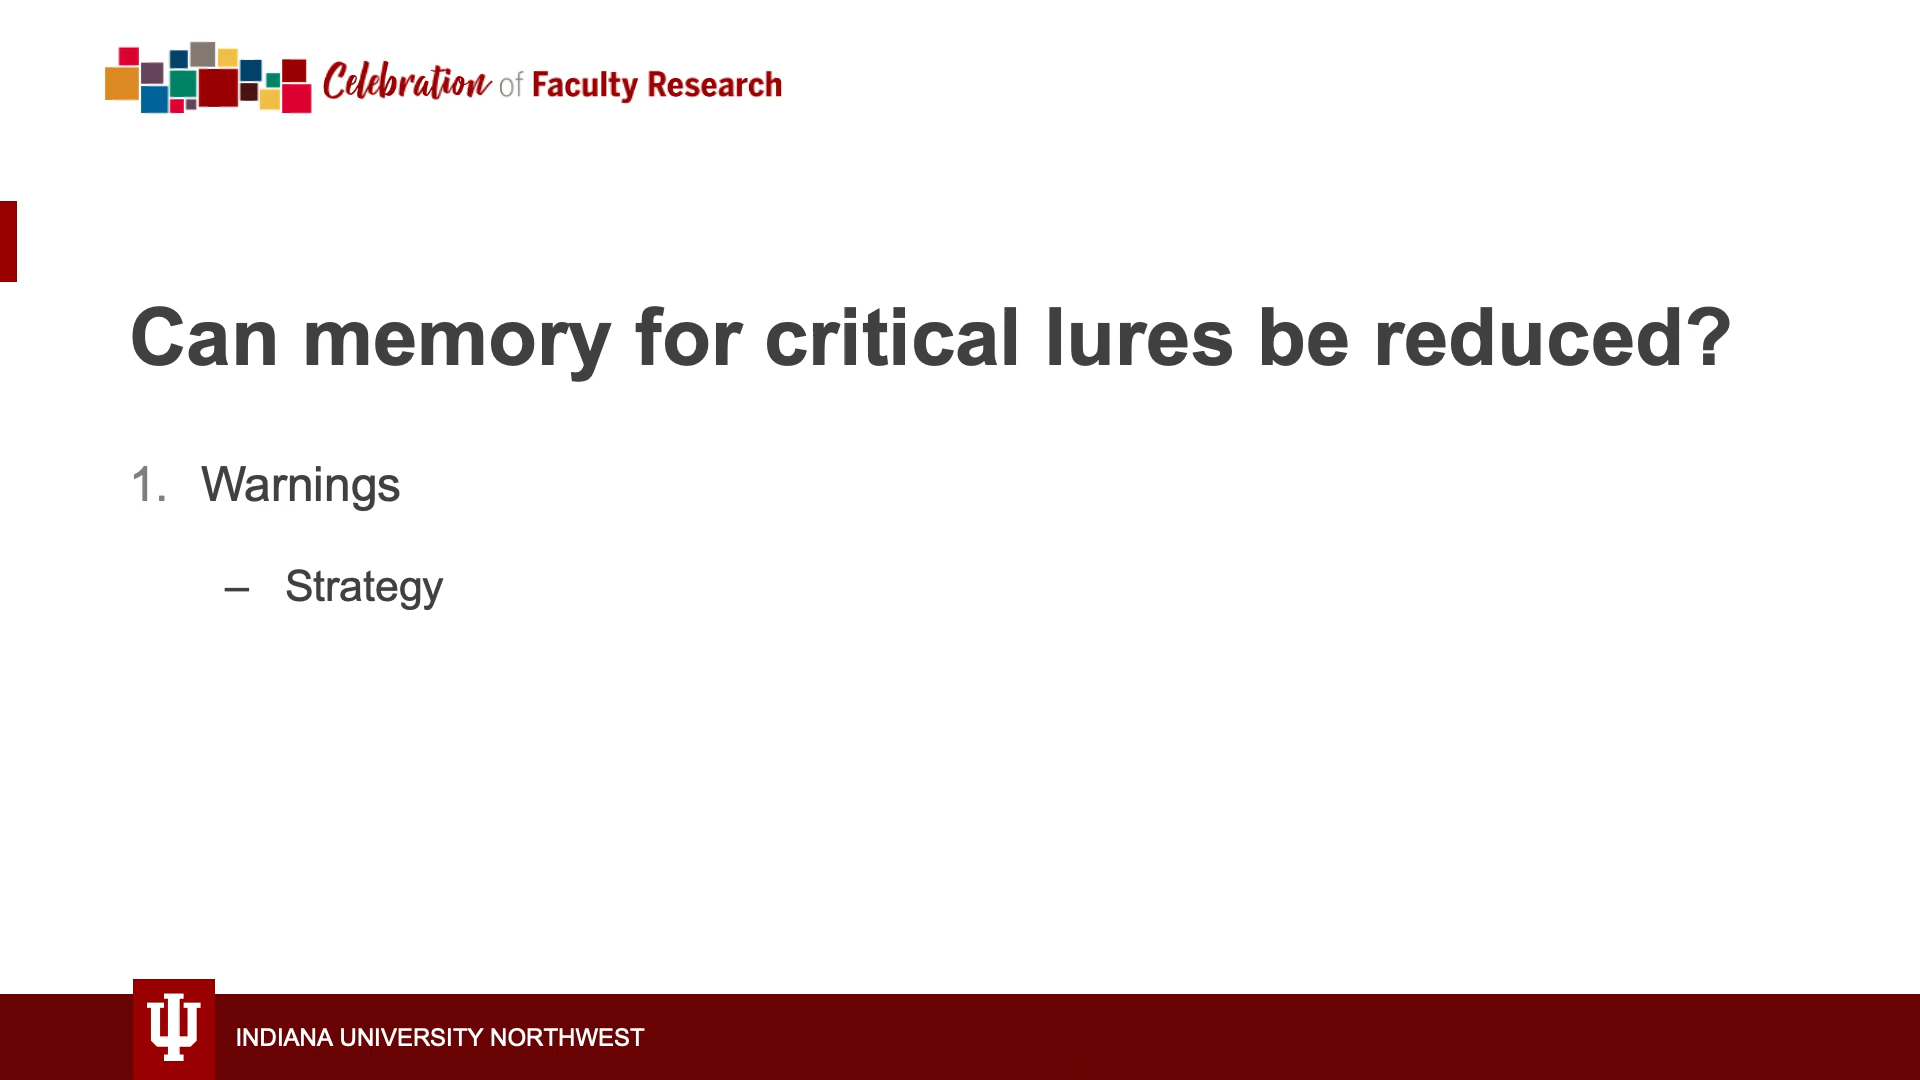 Celebration of Faculty Research
Can memory for critical lures be reduced?
1. Warnings
– Strategy
INDIANA UNIVERSITY NORTHWEST